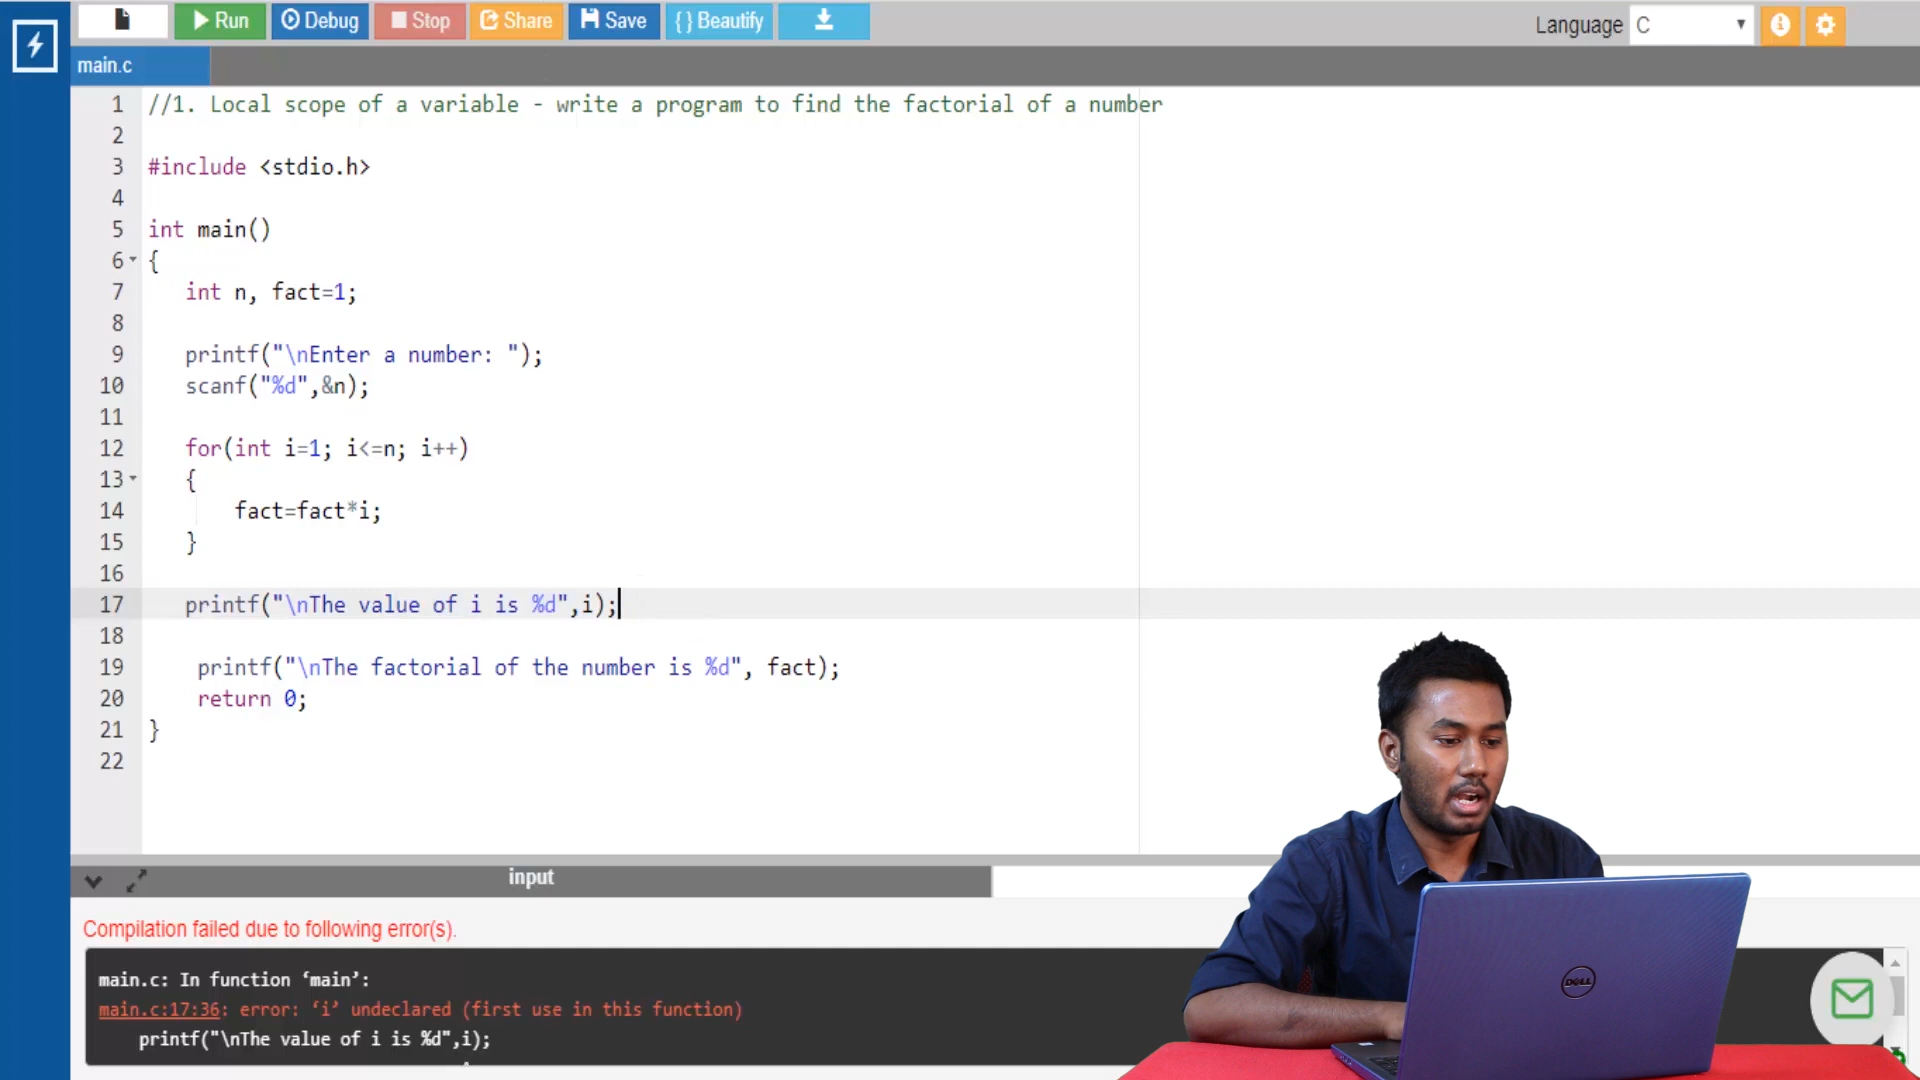 Run Debug Stop Share Save {} Beautify Language C
main.c
1 //1. Local scope of a variable - write a program to find the factorial of a number
2
3 #include <stdio.h>
4
5 int main()
6 {
7 int n, fact=1;
8
9 printf("\nEnter a number: ");
10 scanf("%d",&n);
11
12 for(int i=1; i<=n; i++)
13 {
14 fact=fact*i;
15 }
16
17 printf("\nThe value of i is %d",i);
18
19 printf("\nThe factorial of the number is %d", fact);
20 return 0;
21 }
22
input
Compilation failed due to following error(s).
main.c: In function ‘main’:
main.c:17:36: error: ‘i’ undeclared (first use in this function)
printf("\nThe value of i is %d",i);
^
DELL